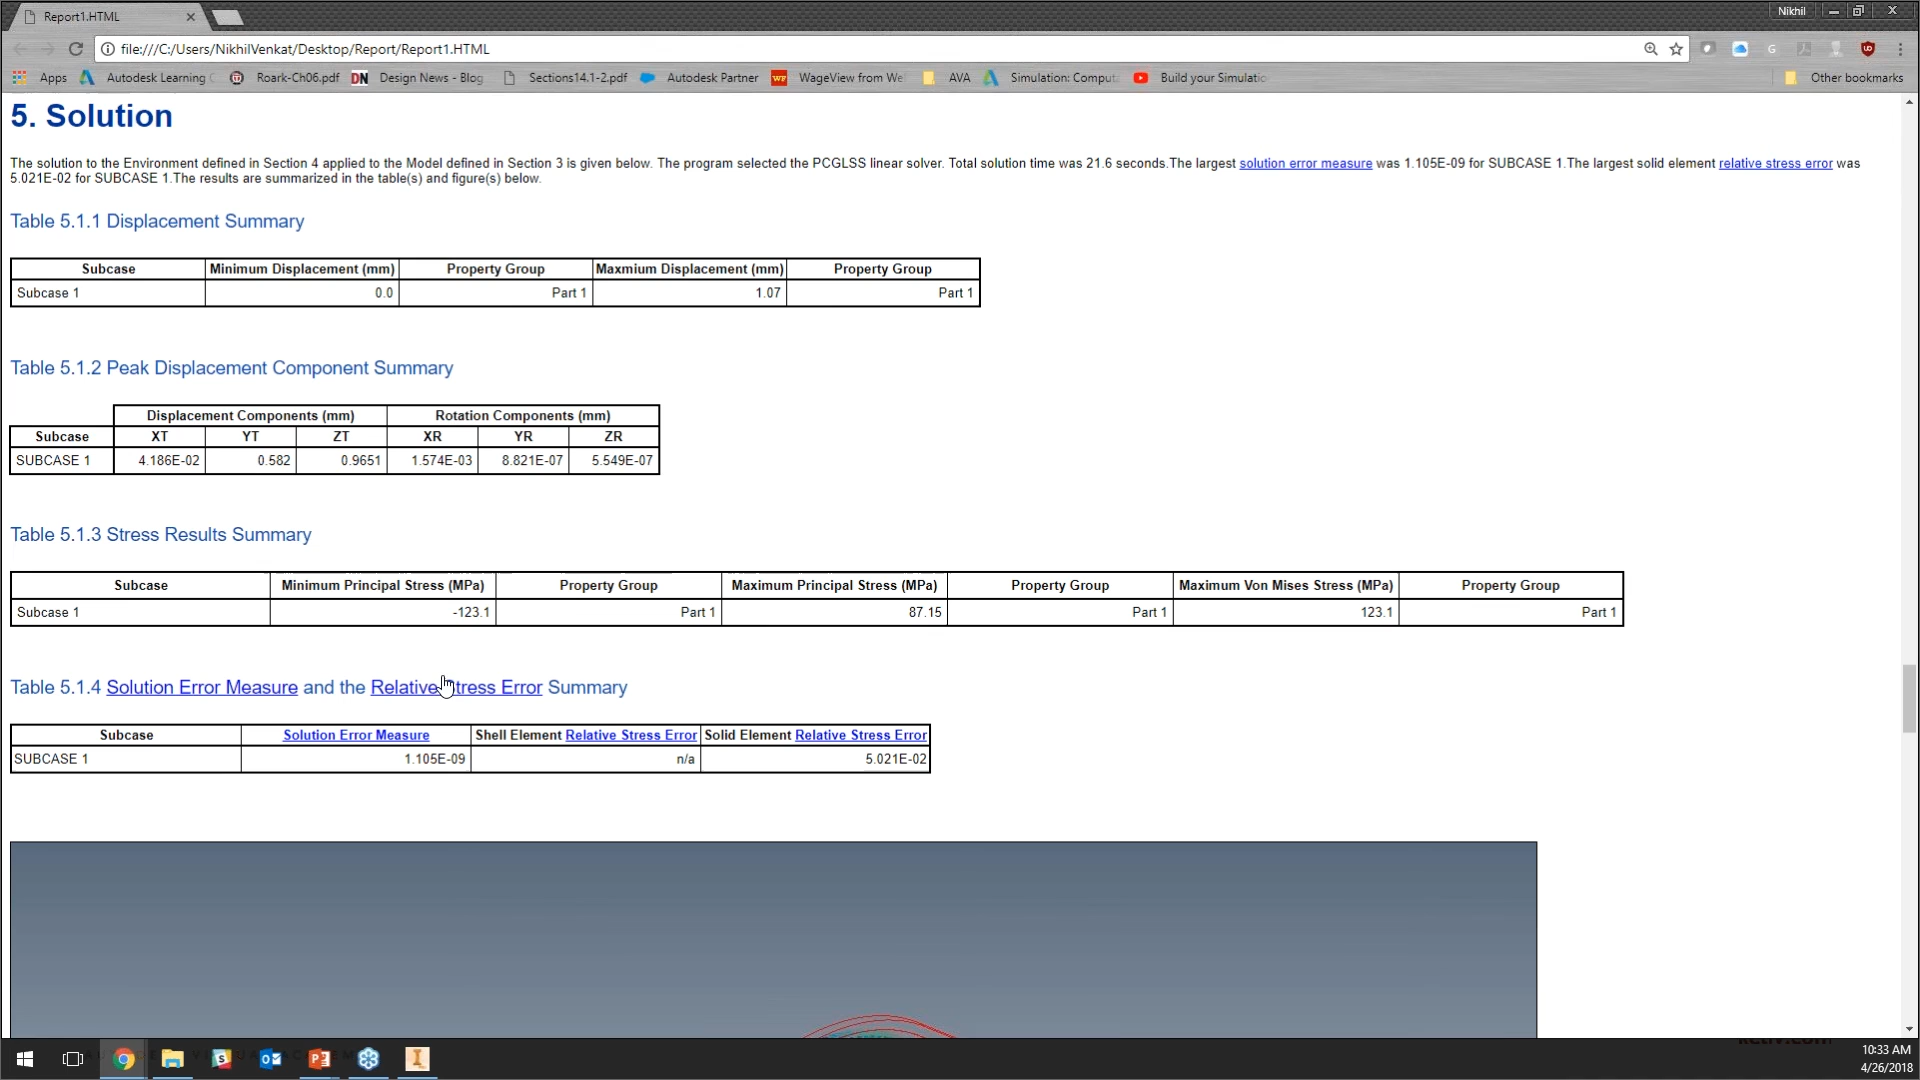 Report1.HTML
Nikhil
file:///C:/Users/NikhilVenkat/Desktop/Report/Report1.HTML
Apps Autodesk Learning Roark-Ch06.pdf DN Design News - Blog Sections14.1-2.pdf Autodesk Partner WF WageView from We AVA Simulation: Comput Build your Simulatio Other bookmarks
5. Solution
The solution to the Environment defined in Section 4 applied to the Model defined in Section 3 is given below. The program selected the PCGLSS linear solver. Total solution time was 21.6 seconds.The largest solution error measure was 1.105E-09 for SUBCASE 1.The largest solid element relative stress error was
5.021E-02 for SUBCASE 1.The results are summarized in the table(s) and figure(s) below.
Table 5.1.1 Displacement Summary
Subcase Minimum Displacement (mm) Property Group Maxmium Displacement (mm) Property Group
Subcase 1 0.0 Part 1 1.07 Part 1
Table 5.1.2 Peak Displacement Component Summary
Displacement Components (mm) Rotation Components (mm)
Subcase XT YT ZT XR YR ZR
SUBCASE 1 4.186E-02 0.582 0.9651 1.574E-03 8.821E-07 5.549E-07
Table 5.1.3 Stress Results Summary
Subcase Minimum Principal Stress (MPa) Property Group Maximum Principal Stress (MPa) Property Group Maximum Von Mises Stress (MPa) Property Group
Subcase 1 -123.1 Part 1 87.15 Part 1 123.1 Part 1
Table 5.1.4 Solution Error Measure and the Relative Stress Error Summary
Subcase Solution Error Measure Shell Element Relative Stress Error Solid Element Relative Stress Error
SUBCASE 1 1.105E-09 n/a 5.021E-02
10:33 AM
4/26/2018